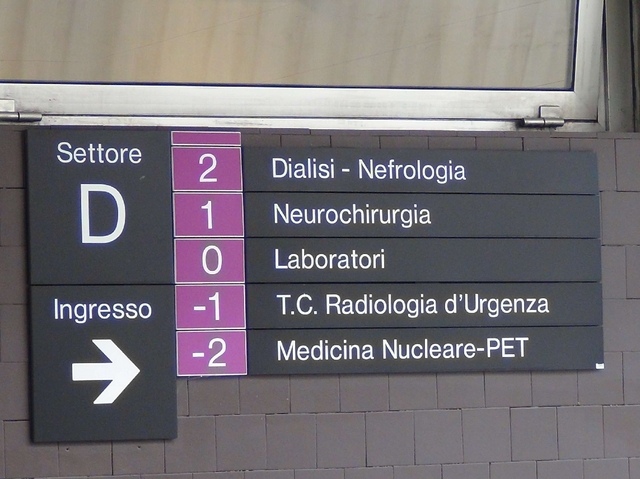 Settore
D
Ingresso
2 Dialisi - Nefrologia
1 Neurochirurgia
0 Laboratori
-1 T.C. Radiologia d'Urgenza
-2 Medicina Nucleare-PET